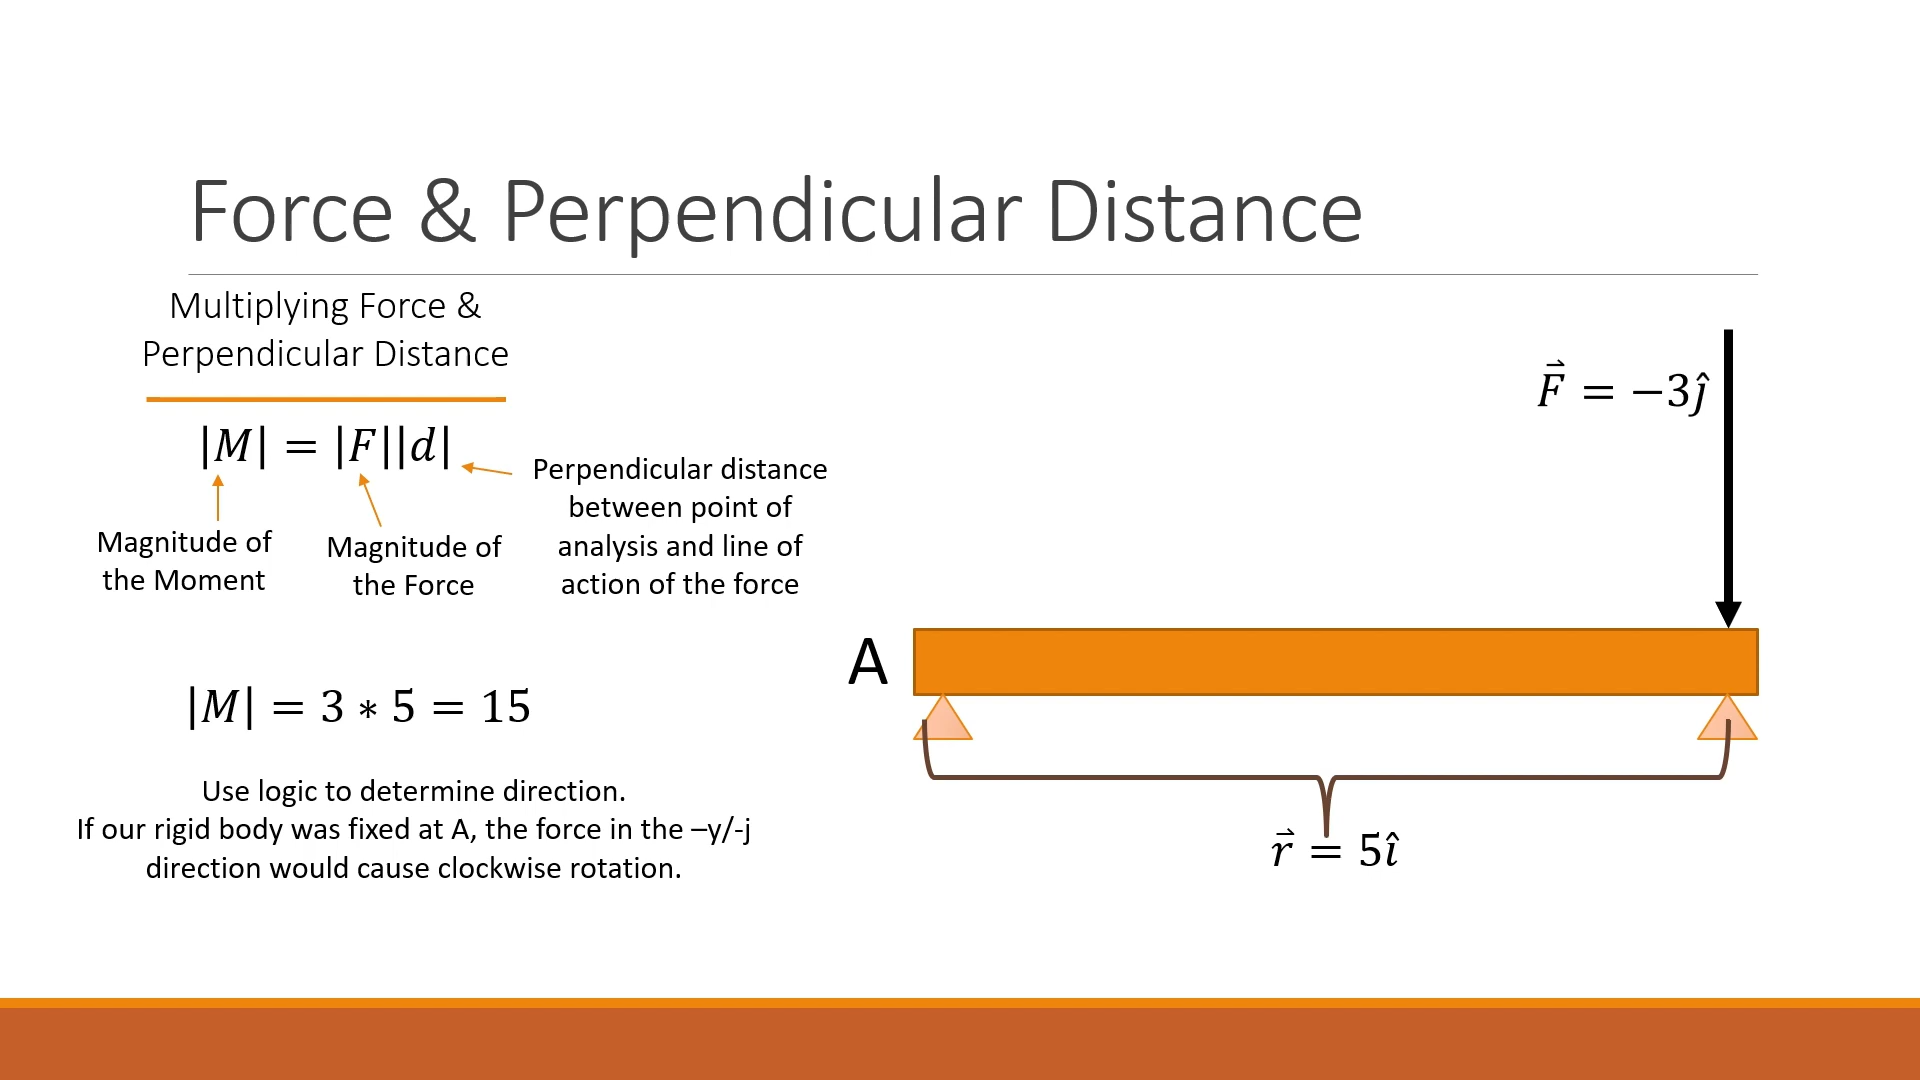 Force & Perpendicular Distance
Multiplying Force &
Perpendicular Distance
|M| = |F||d|
Magnitude of
the Moment
Magnitude of
the Force
Perpendicular distance
between point of
analysis and line of
action of the force
|M| = 3 ∗ 5 = 15
Use logic to determine direction.
If our rigid body was fixed at A, the force in the –y/-j
direction would cause clockwise rotation.
F⃗ = −3ĵ
A
r⃗ = 5î